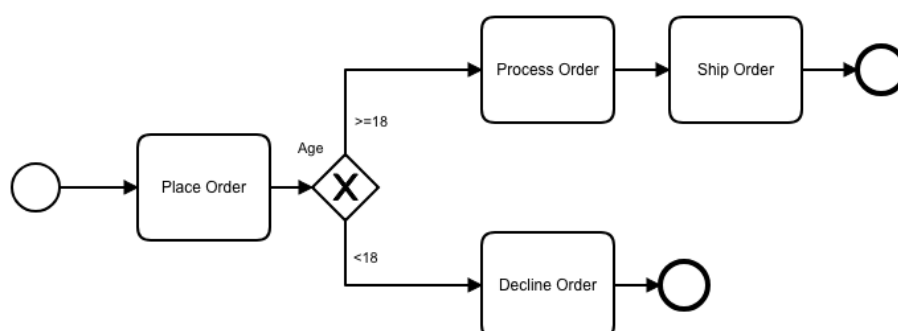 Process Order
Ship Order
>=18
Age
Place Order
<18
Decline Order